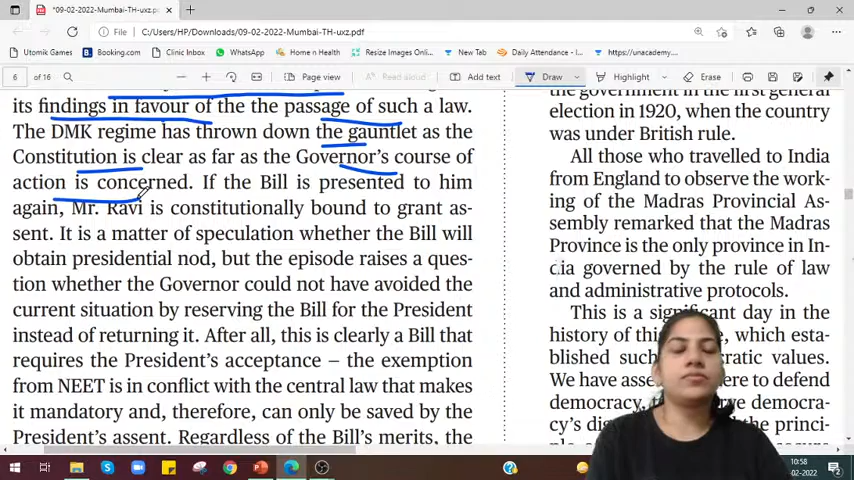 *09-02-2022-Mumbai-TH-uxz.pdf
C:/Users/HP/Downloads/09-02-2022-Mumbai-TH-uxz.pdf
Utomik Games
Booking.com
Clinic Inbox
WhatsApp
Home n Health
Resize Images Onl...
New Tab
Daily Attendance - I...
https://unacademy....
6 of 16
Page view
Read aloud
Add text
Draw
Highlight
Erase
its findings in favour of the the passage of such a law.
The DMK regime has thrown down the gauntlet as the
Constitution is clear as far as the Governor's course of
action is concerned. If the Bill is presented to him
again, Mr. Ravi is constitutionally bound to grant as-
sent. It is a matter of speculation whether the Bill will
obtain presidential nod, but the episode raises a ques-
tion whether the Governor could not have avoided the
current situation by reserving the Bill for the President
instead of returning it. After all, this is clearly a Bill that
requires the President's acceptance – the exemption
from NEET is in conflict with the central law that makes
it mandatory and, therefore, can only be saved by the
President's assent. Regardless of the Bill's merits, the
the government in the first general
election in 1920, when the country
was under British rule.
All those who travelled to India
from England to observe the work-
ing of the Madras Provincial As-
sembly remarked that the Madras
Province is the only province in In-
dia governed by the rule of law
and administrative protocols.
This is a significant day in the
history of which esta-
blished such values.
We have to defend
democracy, democra-
cy's the princi-
10:58
-02-2022